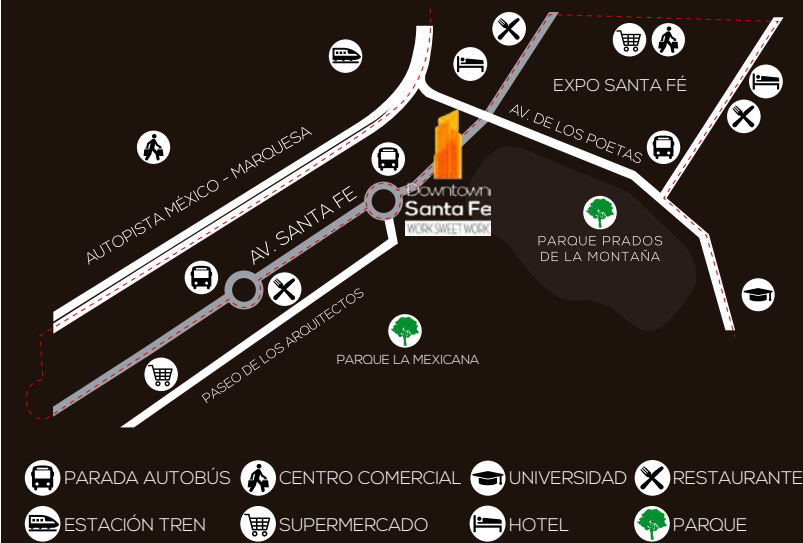 EXPO SANTA FÉ
AV. DE LOS POETAS
AUTOPISTA MÉXICO - MARQUESA
AV. SANTA FE
Downtown
Santa Fe
WORK SWEET WORK
PARQUE PRADOS
DE LA MONTAÑA
PASEO DE LOS ARQUITECTOS
PARQUE LA MEXICANA
PARADA AUTOBÚS
CENTRO COMERCIAL
UNIVERSIDAD
RESTAURANTE
ESTACIÓN TREN
SUPERMERCADO
HOTEL
PARQUE